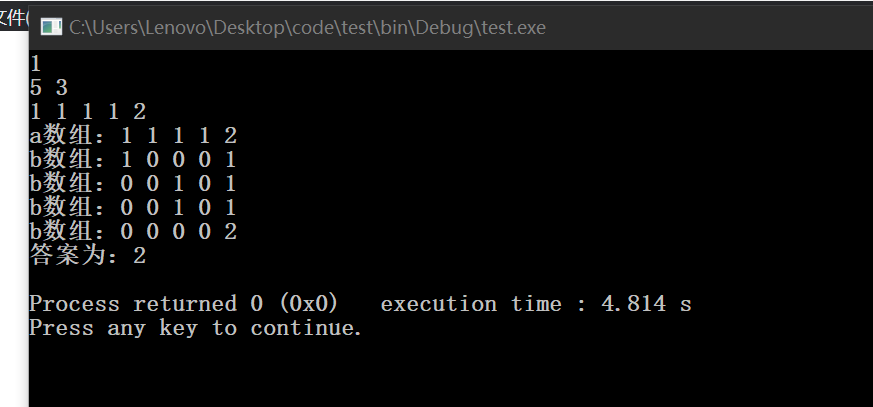 文件(
C:\Users\Lenovo\Desktop\code\test\bin\Debug\test.exe
1
5 3
1 1 1 1 2
a数组：1 1 1 1 2
b数组：1 0 0 0 1
b数组：0 0 1 0 1
b数组：0 0 1 0 1
b数组：0 0 0 0 2
答案为：2
Process returned 0 (0x0)   execution time : 4.814 s
Press any key to continue.